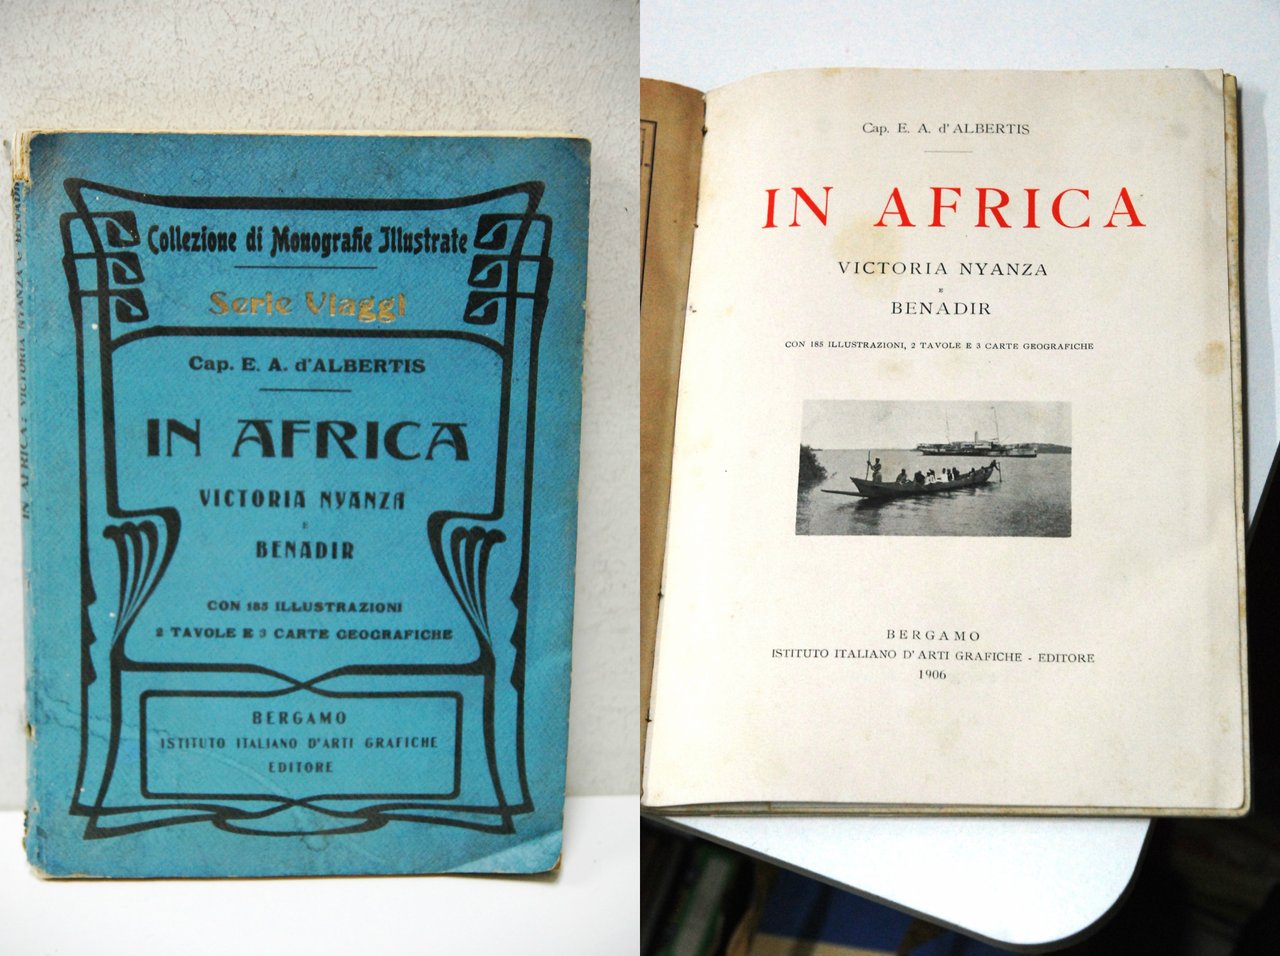 IN AFRICA: VICTORIA NYANZA E BENADIR
Collezione di Monografie Illustrate
Serie Viaggi
Cap. E. A. d'ALBERTIS
IN AFRICA
VICTORIA NYANZA
E
BENADIR
CON 185 ILLUSTRAZIONI
2 TAVOLE E 3 CARTE GEOGRAFICHE
BERGAMO
ISTITUTO ITALIANO D'ARTI GRAFICHE
EDITORE
Cap. E. A. d'ALBERTIS
IN AFRICA
VICTORIA NYANZA
E
BENADIR
CON 185 ILLUSTRAZIONI, 2 TAVOLE E 3 CARTE GEOGRAFICHE
BERGAMO
ISTITUTO ITALIANO D'ARTI GRAFICHE - EDITORE
1906